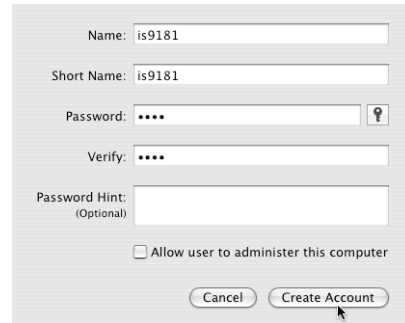 Name: is9181
Short Name: is9181
Password: ••••
Verify: ••••
Password Hint:
(Optional)
Allow user to administer this computer
Cancel Create Account